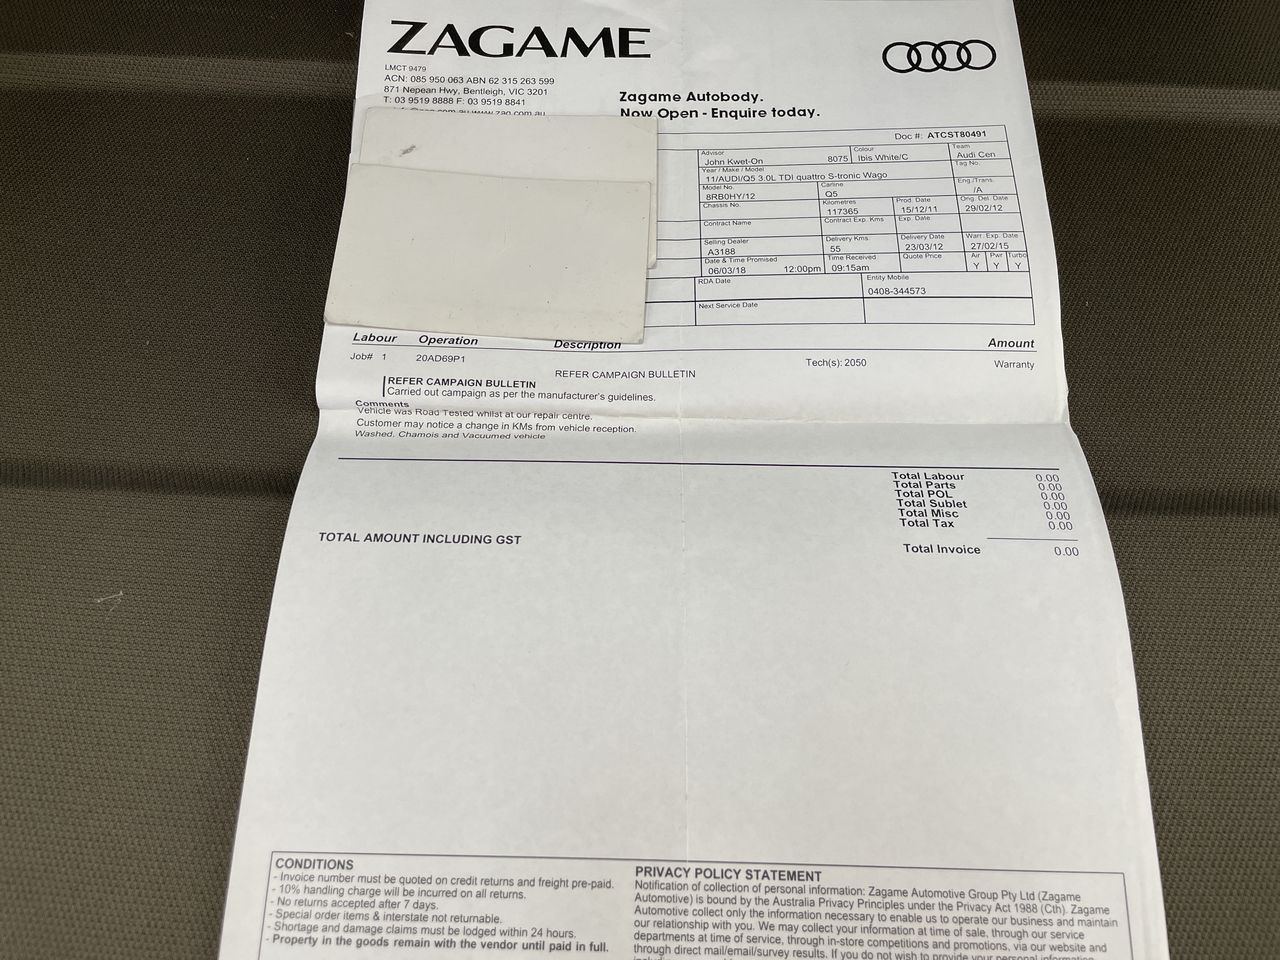 ZAGAME
LMCT 9479
ACN: 085 950 063 ABN 62 315 263 599
871 Nepean Hwy, Bentleigh, VIC 3201
T: 03 9519 8888 F: 03 9519 8841
Zagame Autobody.
Now Open - Enquire today.
Doc #: ATCST80491
Advisor Colour Team
John Kwet-On 8075 Ibis White/C Audi Cen
Year / Make / Model Tag No.
11/AUDI/Q5 3.0L TDI quattro S-tronic Wago
Model No. Carline Eng./Trans.
8RB0HY/12 Q5 /A
Chassis No. Kilometres Prod. Date Orig. Del. Date
117365 15/12/11 29/02/12
Contract Name Contract Exp. Kms Exp. Date
Selling Dealer Delivery Kms Delivery Date Warr. Exp. Date
A3188 55 23/03/12 27/02/15
Date & Time Promised Time Received Quote Price Air Pwr Turbo
06/03/18 12:00pm 09:15am Y Y Y
RDA Date Entity Mobile
0408-344573
Next Service Date
Labour Operation Description Amount
Job# 1 20AD69P1 Tech(s): 2050 Warranty
REFER CAMPAIGN BULLETIN
REFER CAMPAIGN BULLETIN
Carried out campaign as per the manufacturer's guidelines.
Comments
Vehicle was Road Tested whilst at our repair centre.
Customer may notice a change in KMs from vehicle reception.
Washed, Chamois and Vacuumed vehicle
Total Labour 0.00
Total Parts 0.00
Total POL 0.00
Total Sublet 0.00
Total Misc 0.00
Total Tax 0.00
TOTAL AMOUNT INCLUDING GST
Total Invoice 0.00
CONDITIONS
- Invoice number must be quoted on credit returns and freight pre-paid.
- 10% handling charge will be incurred on all returns.
- No returns accepted after 7 days.
- Special order items & interstate not returnable.
- Shortage and damage claims must be lodged within 24 hours.
- Property in the goods remain with the vendor until paid in full.
PRIVACY POLICY STATEMENT
Notification of collection of personal information: Zagame Automotive Group Pty Ltd (Zagame
Automotive) is bound by the Australia Privacy Principles under the Privacy Act 1988 (Cth). Zagame
Automotive collect only the information necessary to enable us to operate our business and maintain
our relationship with you. We may collect your information at time of sale, through our service
departments at time of service, through in-store competitions and promotions, via our website and
through direct mail/email/survey results. If you do not wish to provide your personal information